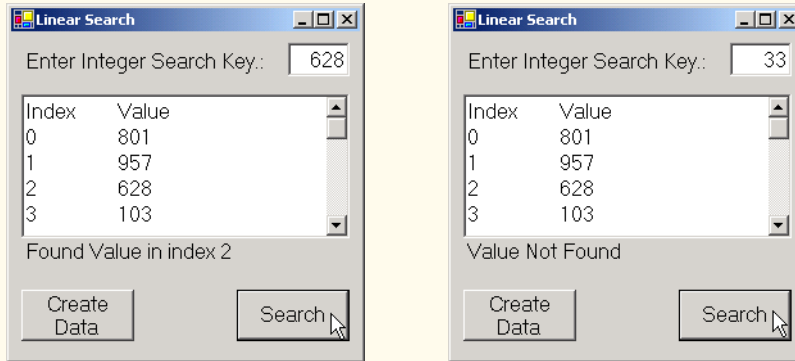 Linear Search
Enter Integer Search Key.: 628
Index Value
0 801
1 957
2 628
3 103
Found Value in index 2
Create
Data
Search
Linear Search
Enter Integer Search Key.: 33
Index Value
0 801
1 957
2 628
3 103
Value Not Found
Create
Data
Search